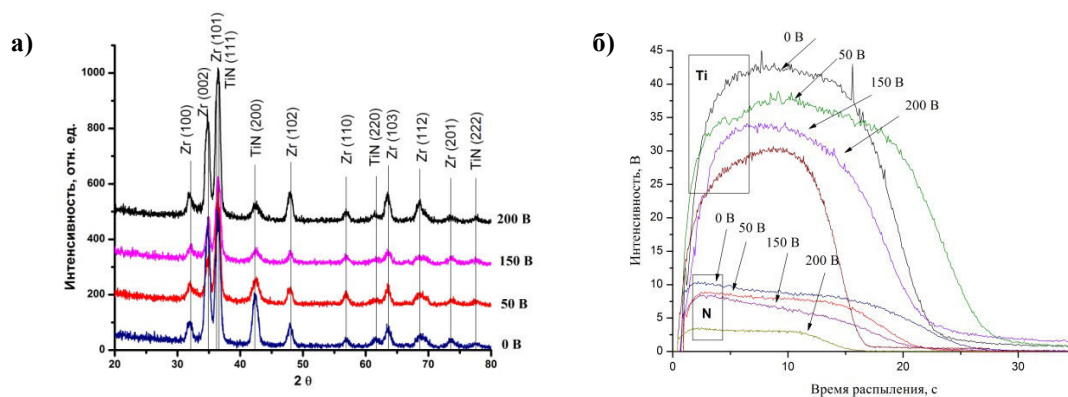 а)
Интенсивность, отн. ед.
1000
800
600
400
200
0
Zr (100)
Zr (002)
Zr (101)
TiN (111)
TiN (200)
Zr (102)
Zr (110)
TiN (220)
Zr (103)
Zr (112)
Zr (201)
TiN (222)
200 В
150 В
50 В
0 В
20 30 40 50 60 70 80
2 θ
б)
Интенсивность, В
45
40
35
30
25
20
15
10
5
0
Ti
0 В
50 В
150 В
200 В
0 В
50 В
150 В
200 В
N
0 10 20 30
Время распыления, с